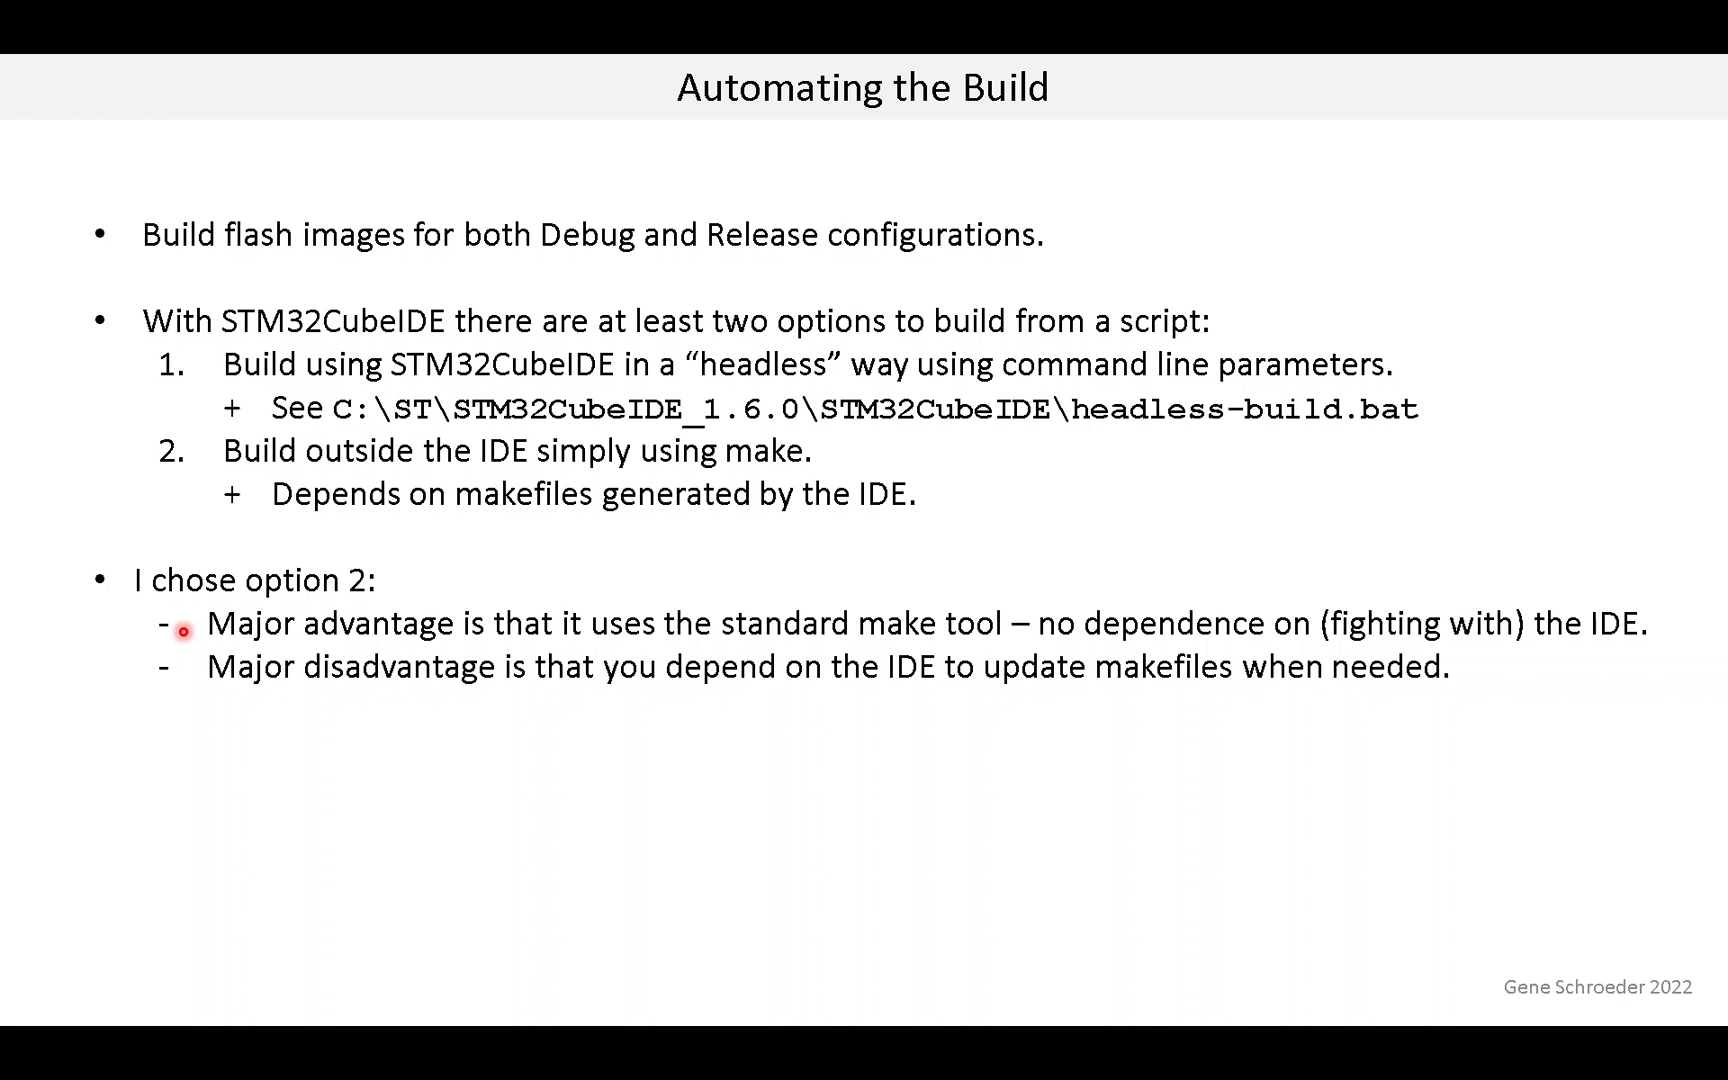 Automating the Build
• Build flash images for both Debug and Release configurations.
• With STM32CubeIDE there are at least two options to build from a script:
1. Build using STM32CubeIDE in a “headless” way using command line parameters.
+ See C:\ST\STM32CubeIDE_1.6.0\STM32CubeIDE\headless-build.bat
2. Build outside the IDE simply using make.
+ Depends on makefiles generated by the IDE.
• I chose option 2:
- Major advantage is that it uses the standard make tool – no dependence on (fighting with) the IDE.
- Major disadvantage is that you depend on the IDE to update makefiles when needed.
Gene Schroeder 2022